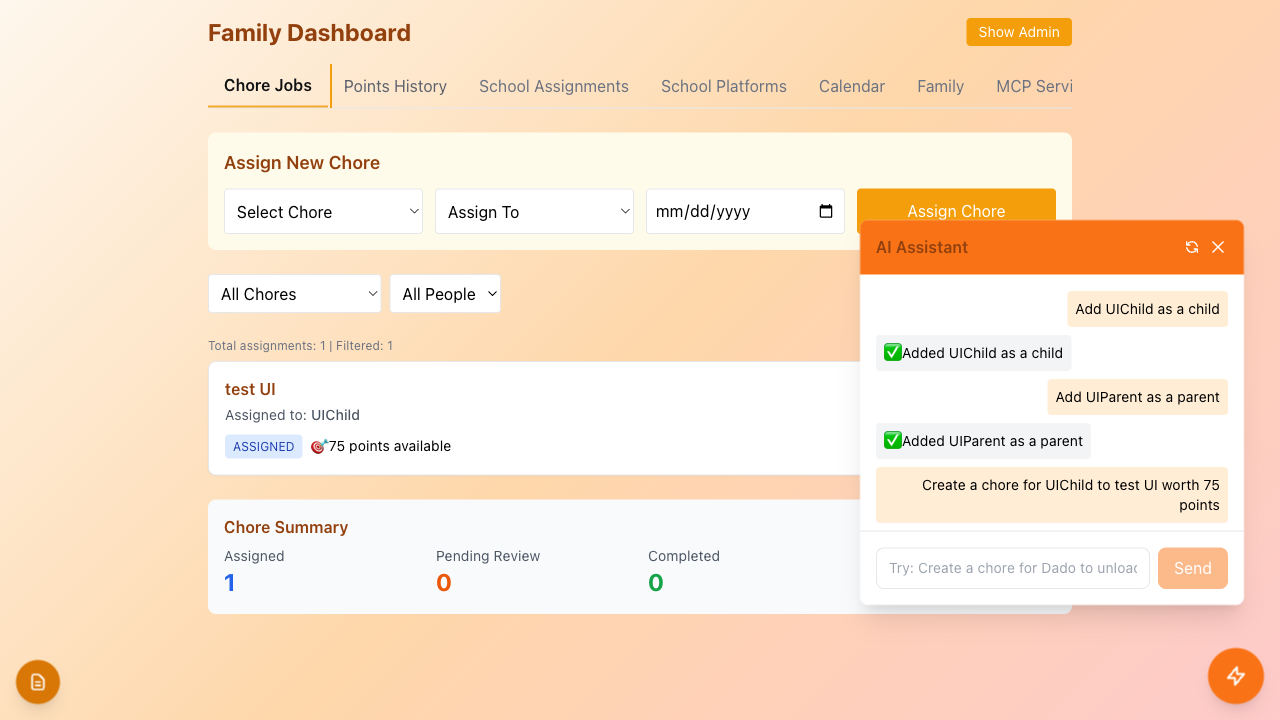 Family Dashboard
Show Admin
Chore Jobs
Points History
School Assignments
School Platforms
Calendar
Family
MCP Servi
Assign New Chore
Select Chore
Assign To
mm/dd/yyyy
Assign Chore
All Chores
All People
Total assignments: 1 | Filtered: 1
test UI
Assigned to: UIChild
ASSIGNED
🎯75 points available
Chore Summary
Assigned
1
Pending Review
0
Completed
0
AI Assistant
Add UIChild as a child
✅Added UIChild as a child
Add UIParent as a parent
✅Added UIParent as a parent
Create a chore for UIChild to test UI worth 75
points
Try: Create a chore for Dado to unloac
Send